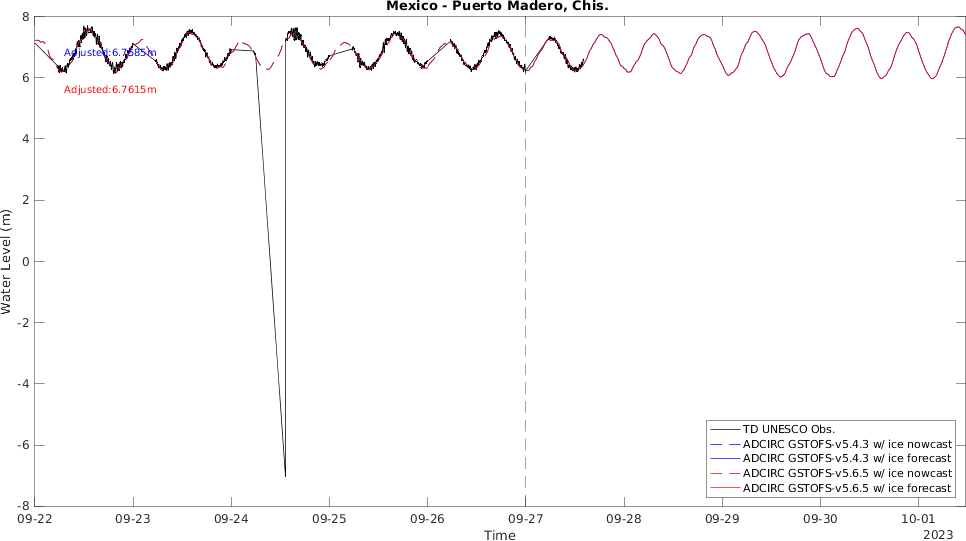 Mexico - Puerto Madero, Chis.
8
6
4
2
0
-2
-4
-6
-8
Water Level (m)
Adjusted:6.7585m
Adjusted:6.7615m
TD UNESCO Obs.
ADCIRC GSTOFS-v5.4.3 w/ ice nowcast
ADCIRC GSTOFS-v5.4.3 w/ ice forecast
ADCIRC GSTOFS-v5.6.5 w/ ice nowcast
ADCIRC GSTOFS-v5.6.5 w/ ice forecast
09-22 09-23 09-24 09-25 09-26 09-27 09-28 09-29 09-30 10-01
Time
2023